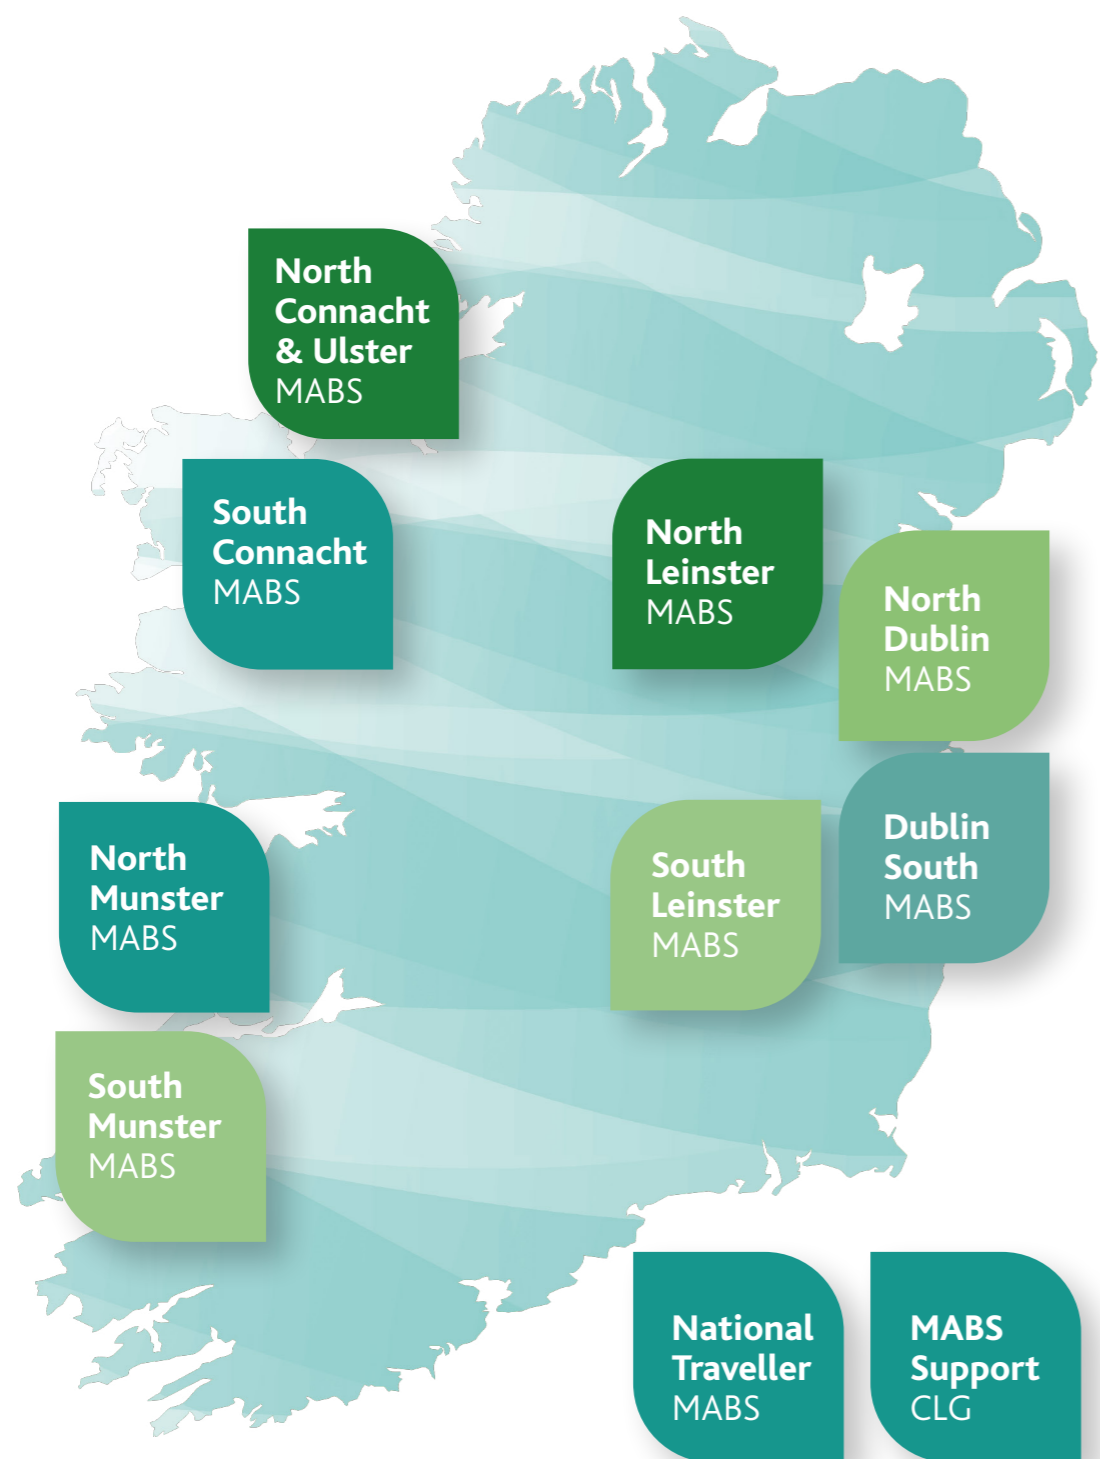 North
Connacht
& Ulster
MABS
South
Connacht
MABS
North
Leinster
MABS
North
Dublin
MABS
Dublin
South
MABS
South
Leinster
MABS
North
Munster
MABS
South
Munster
MABS
National
Traveller
MABS
MABS
Support
CLG